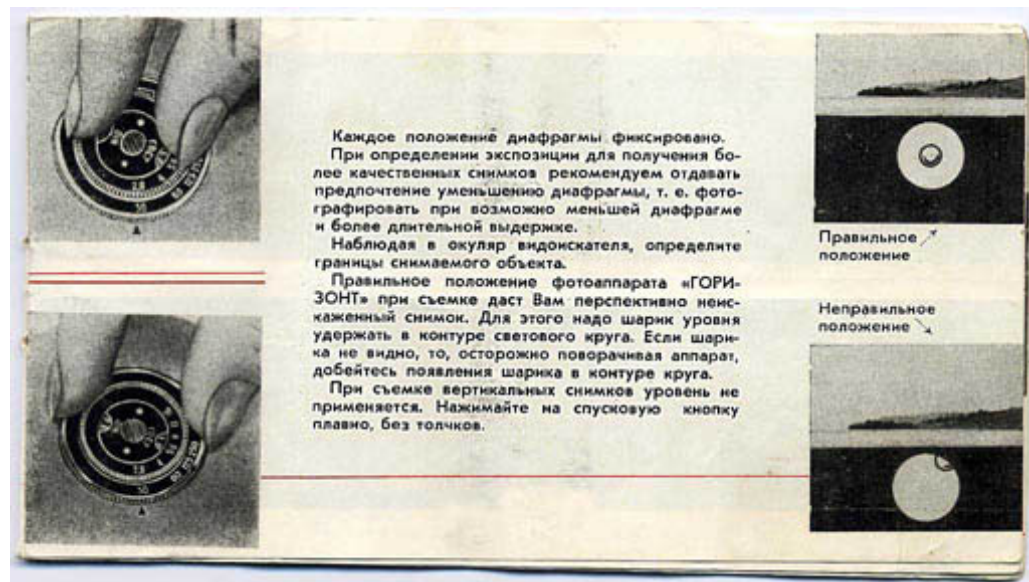 Каждое положение диафрагмы фиксировано.
При определении экспозиции для получения бо-
лее качественных снимков рекомендуем отдавать
предпочтение уменьшению диафрагмы, т. е. фото-
графировать при возможно меньшей диафрагме
и более длительной выдержке.
Наблюдая в окуляр видоискателя, определите
границы снимаемого объекта.
Правильное положение фотоаппарата «ГОРИ-
ЗОНТ» при съемке даст Вам перспективно неис-
каженный снимок. Для этого надо шарик уровня
удержать в контуре светового круга. Если шари-
ка не видно, то, осторожно поворачивая аппарат,
добейтесь появления шарика в контуре круга.
При съемке вертикальных снимков уровень не
применяется. Нажимайте на спусковую кнопку
плавно, без толчков.
Правильное
положение
Неправильное
положение